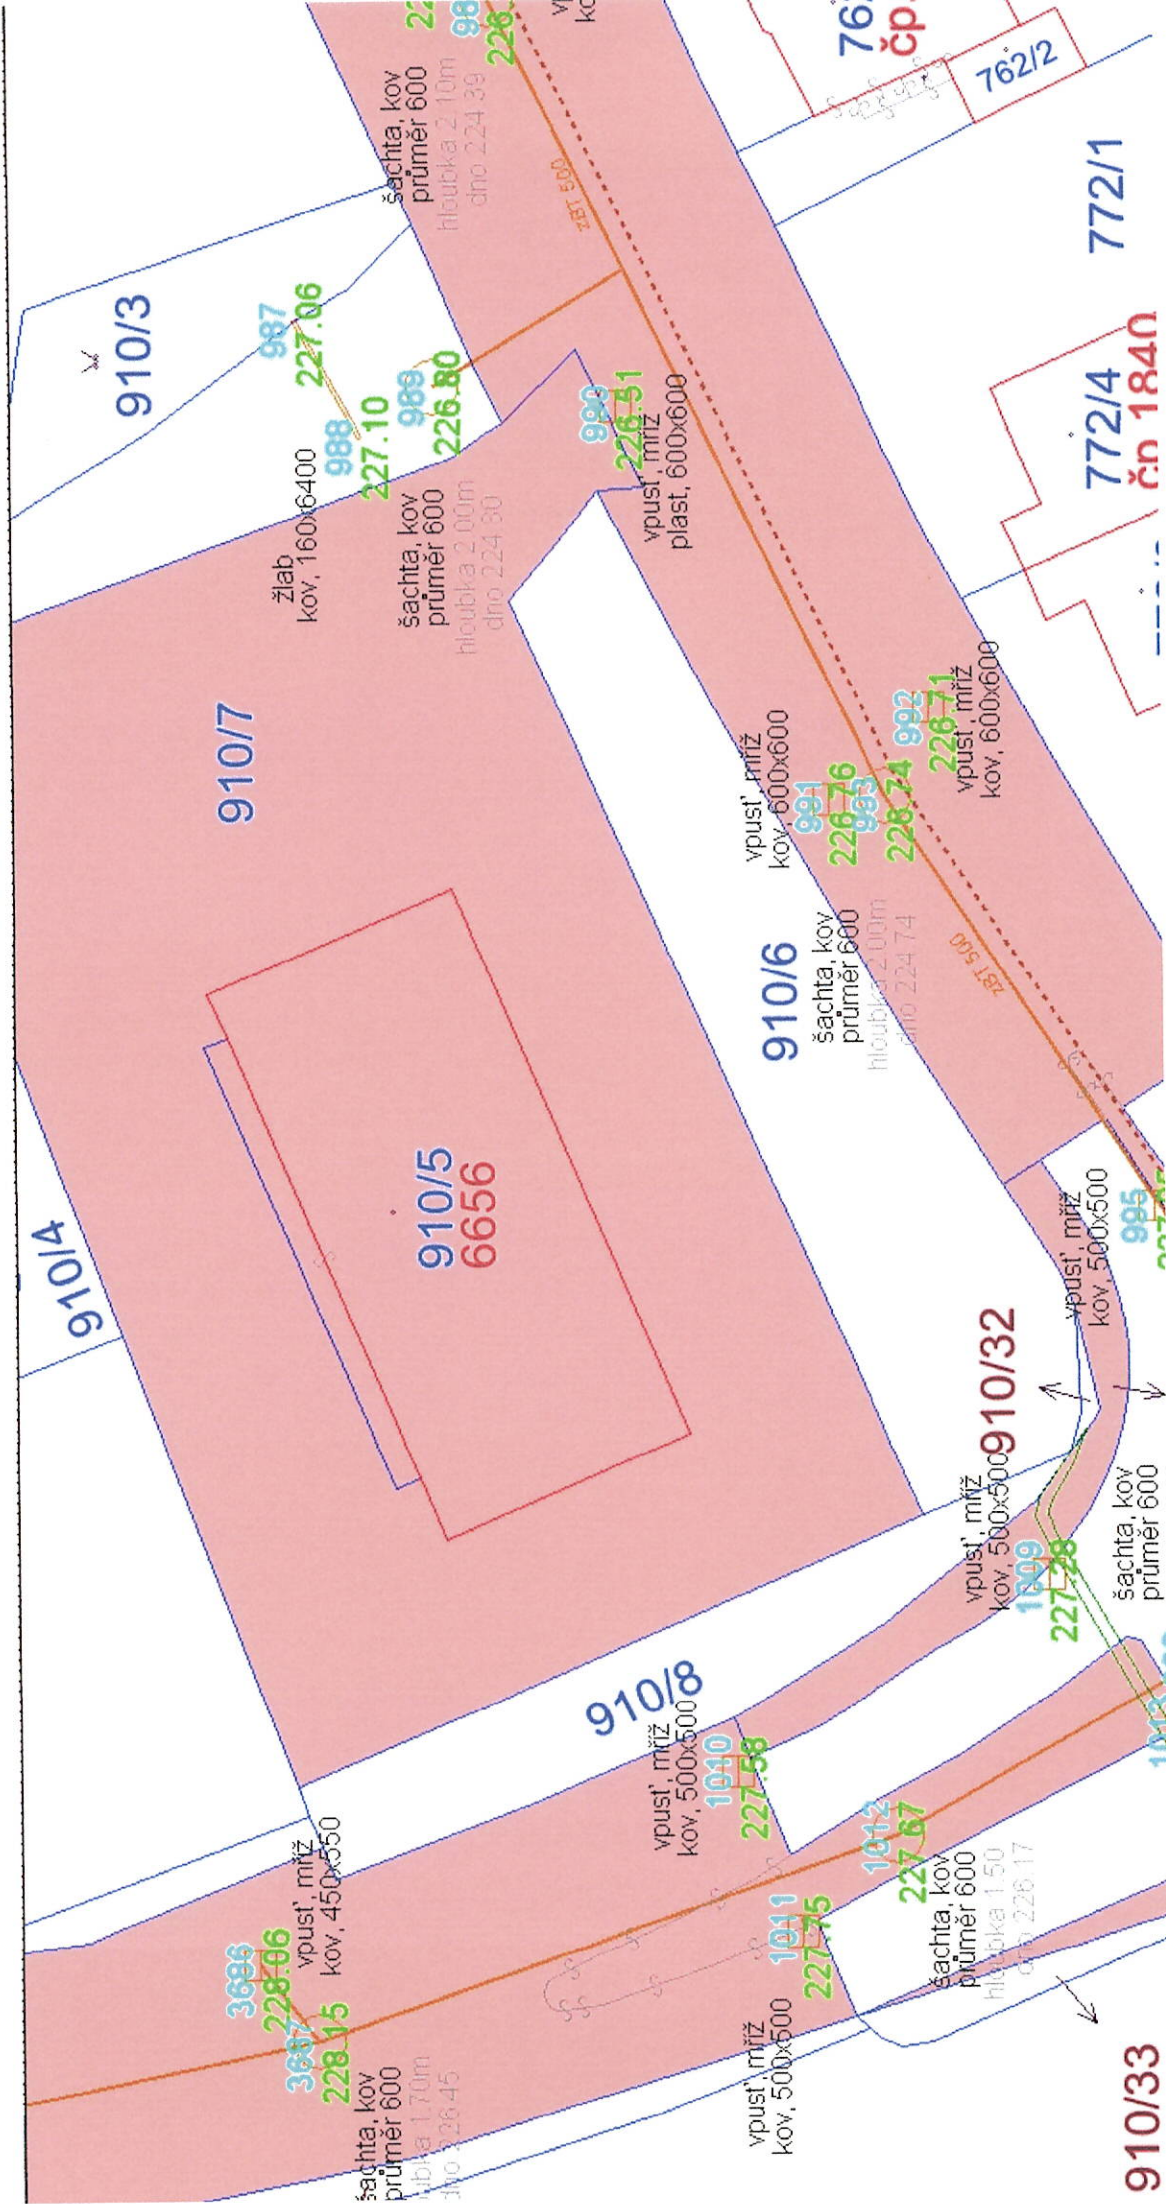 910/3
987
227.06
988
227.10
žlab
kov, 160x6400
989
226.80
šachta, kov
průměr 600
hloubka 2.00m
dno 224.80
šachta, kov
průměr 600
hloubka 2.10m
dno 224.39
ZBT 500
226.51
vpusť, mříž
plast, 600x600
762/2
772/1
772/4
čp 1840
910/7
910/4
910/5
6656
910/6
vpusť, mříž
kov, 600x600
991
226.76
993
226.74
šachta, kov
průměr 600
hloubka 2.00m
dno 224.74
992
226.71
vpusť, mříž
kov, 600x600
ZBT 500
995
vpusť, mříž
kov, 500x500
910/32
vpusť, mříž
kov, 500x500
1009
227.28
šachta, kov
průměr 600
910/8
vpusť, mříž
kov, 500x500
1010
227.58
1012
227.67
šachta, kov
průměr 600
hloubka 1.50
dno 226.17
1011
227.75
vpusť, mříž
kov, 500x500
3686
228.06
vpusť, mříž
kov, 450x550
3687
228.15
šachta, kov
průměr 600
dno 226.45
1013
910/33